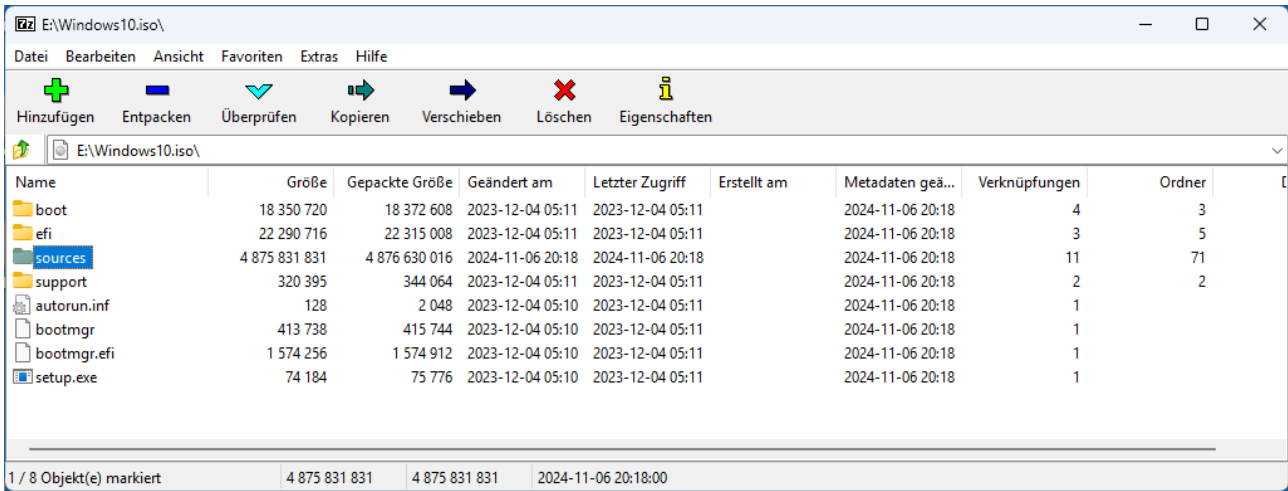 E:\Windows10.iso\
Datei Bearbeiten Ansicht Favoriten Extras Hilfe
Hinzufügen Entpacken Überprüfen Kopieren Verschieben Löschen Eigenschaften
E:\Windows10.iso\
Name Größe Gepackte Größe Geändert am Letzter Zugriff Erstellt am Metadaten geä... Verknüpfungen Ordner
boot 18 350 720 18 372 608 2023-12-04 05:11 2023-12-04 05:11 2024-11-06 20:18 4 3
efi 22 290 716 22 315 008 2023-12-04 05:11 2023-12-04 05:11 2024-11-06 20:18 3 5
sources 4 875 831 831 4 876 630 016 2024-11-06 20:18 2024-11-06 20:18 2024-11-06 20:18 11 71
support 320 395 344 064 2023-12-04 05:11 2023-12-04 05:11 2024-11-06 20:18 2 2
autorun.inf 128 2 048 2023-12-04 05:10 2023-12-04 05:11 2024-11-06 20:18 1
bootmgr 413 738 415 744 2023-12-04 05:10 2023-12-04 05:11 2024-11-06 20:18 1
bootmgr.efi 1 574 256 1 574 912 2023-12-04 05:10 2023-12-04 05:11 2024-11-06 20:18 1
setup.exe 74 184 75 776 2023-12-04 05:10 2023-12-04 05:11 2024-11-06 20:18 1
1 / 8 Objekt(e) markiert 4 875 831 831 4 875 831 831 2024-11-06 20:18:00